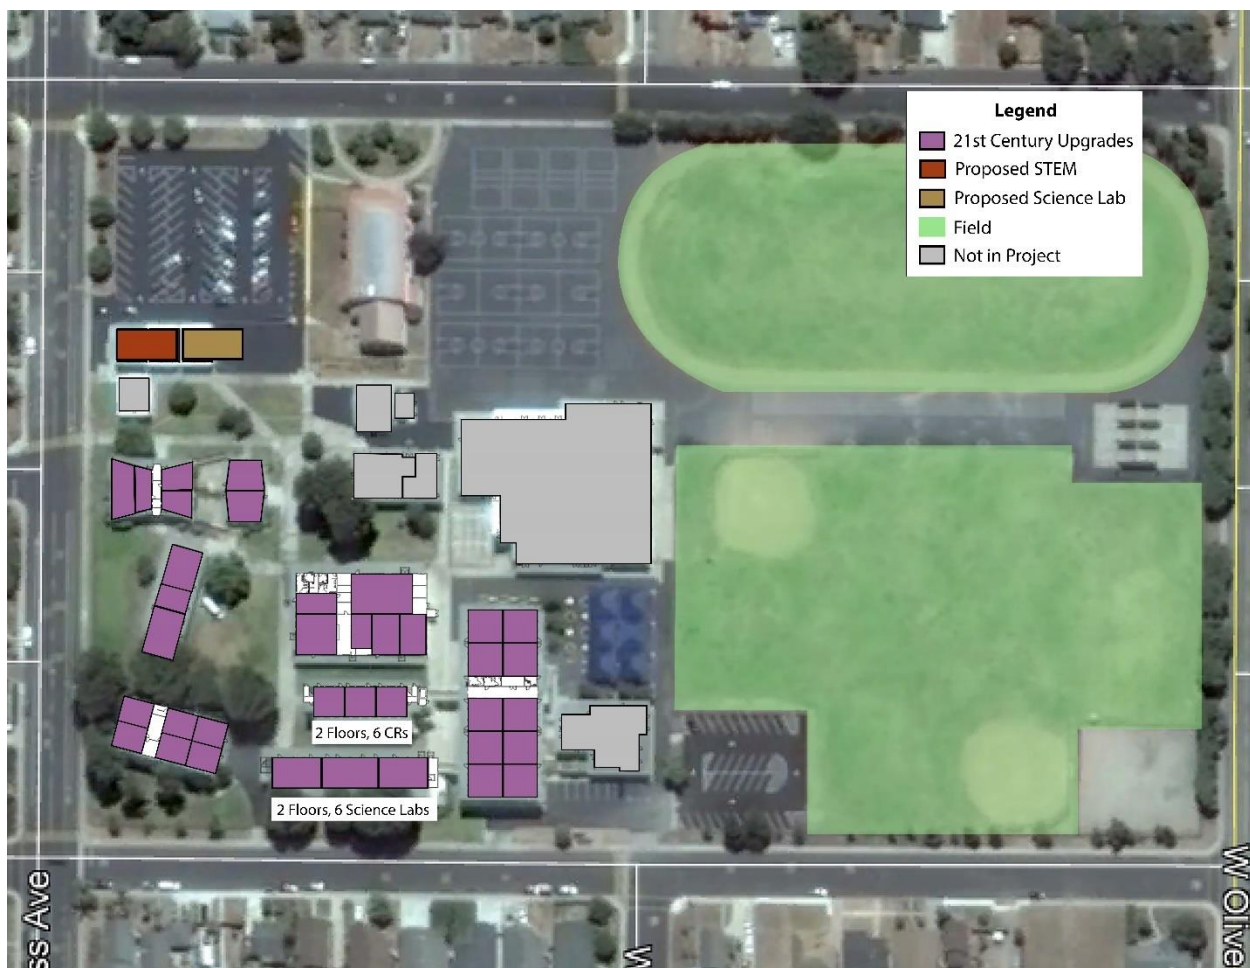 Legend
21st Century Upgrades
Proposed STEM
Proposed Science Lab
Field
Not in Project
2 Floors, 6 CRs
2 Floors, 6 Science Labs
ss Ave
W
W Olive